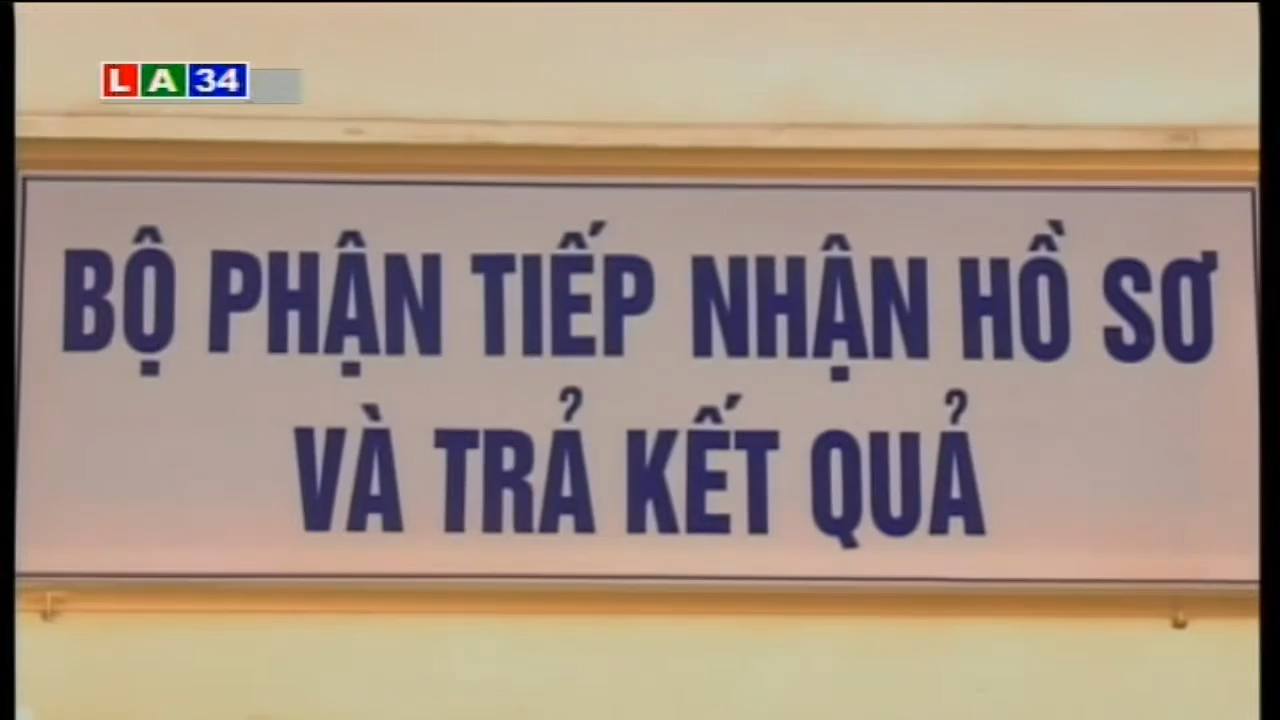 LA34
BỘ PHẬN TIẾP NHẬN HỒ SƠ
VÀ TRẢ KẾT QUẢ